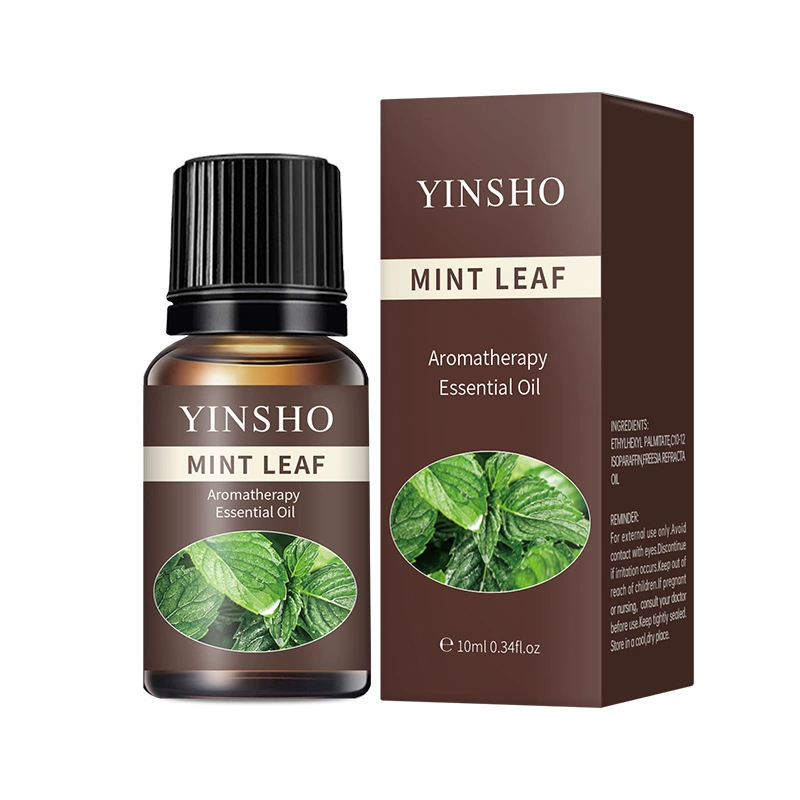 YINSHO
MINT LEAF
Aromatherapy
Essential Oil
YINSHO
MINT LEAF
Aromatherapy
Essential Oil
℮ 10ml 0.34fl.oz
INGREDIENTS:
ETHYLHEXYL PALMITATE,C10-12
ISOPARAFFIN,FREESIA REFRACTA
OIL
REMINDER:
For external use only.Avoid
contact with eyes.Discontinue
if irritation occurs.Keep out of
reach of children.If pregnant
or nursing, consult your doctor
before use.Keep tightly sealed.
Store in a cool,dry place.